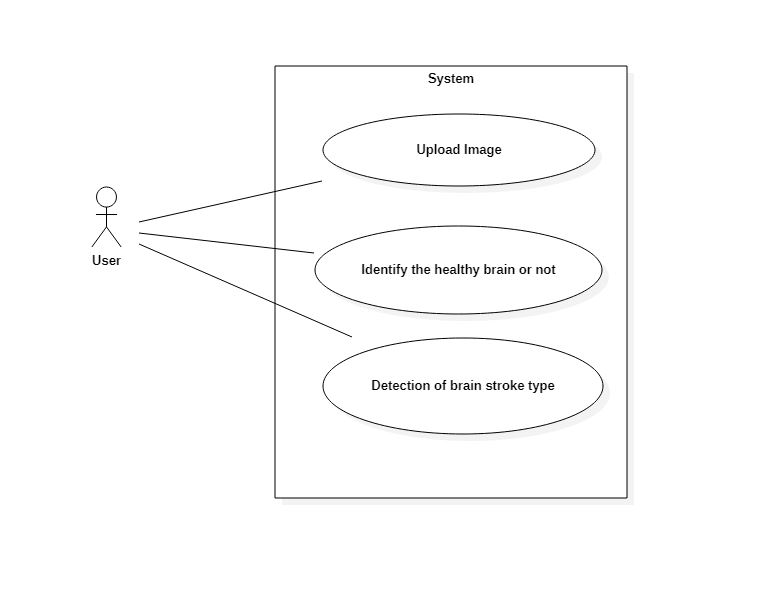 System
Upload Image
User
Identify the healthy brain or not
Detection of brain stroke type